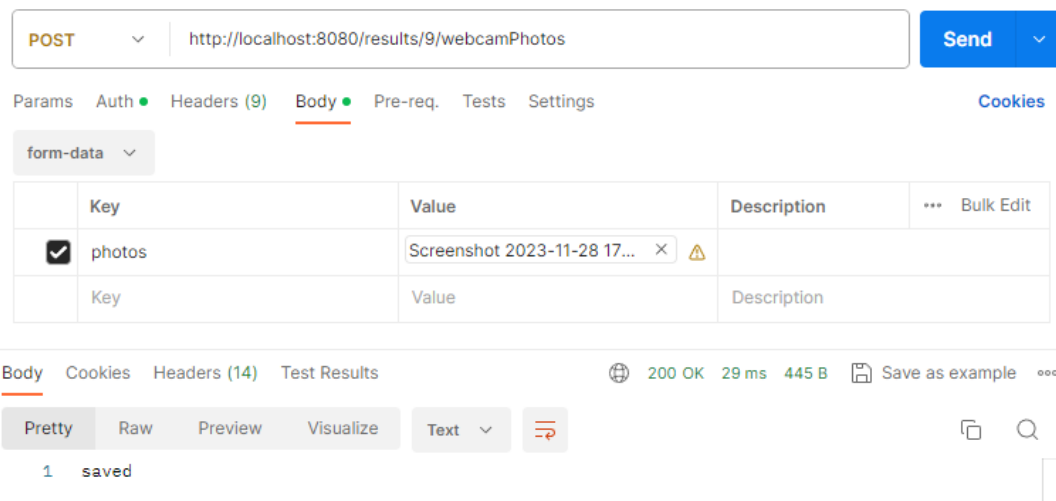 POST http://localhost:8080/results/9/webcamPhotos Send
Params Auth Headers (9) Body Pre-req. Tests Settings Cookies
form-data
Key Value Description ••• Bulk Edit
photos Screenshot 2023-11-28 17...
Key Value Description
Body Cookies Headers (14) Test Results 200 OK 29 ms 445 B Save as example
Pretty Raw Preview Visualize Text
1 saved